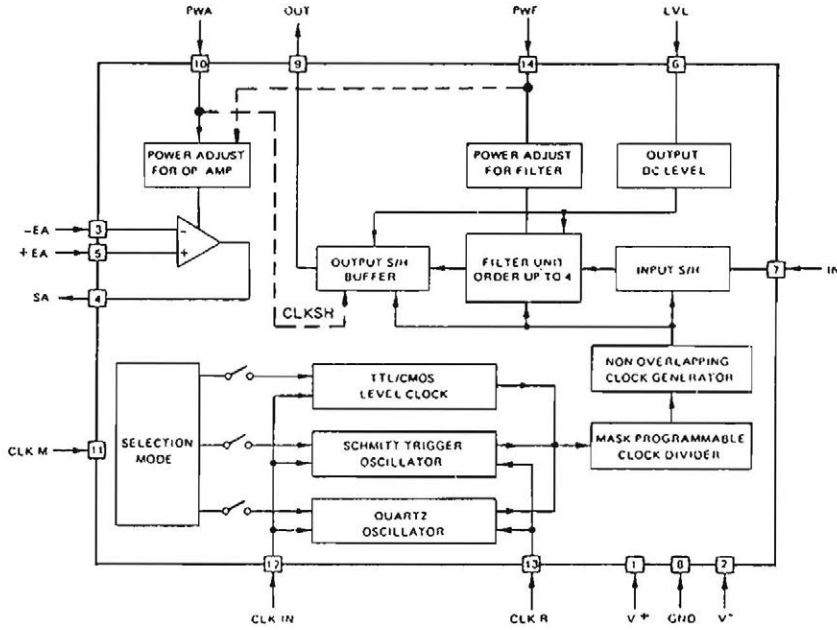 PWA OUT PWF LVL
10 9 14 6
POWER ADJUST
FOR OP. AMP
POWER ADJUST
FOR FILTER
OUTPUT
DC LEVEL
-EA 3 -
+EA 5 +
SA 4
OUTPUT S/H
BUFFER
FILTER UNIT
ORDER UP TO 4
INPUT S/H
7 IN
CLKSH
NON OVERLAPPING
CLOCK GENERATOR
TTL/CMOS
LEVEL CLOCK
CLK M 11
SELECTION
MODE
SCHMITT TRIGGER
OSCILLATOR
MASK PROGRAMMABLE
CLOCK DIVIDER
QUARTZ
OSCILLATOR
12 13 1 8 2
CLK IN CLK R V+ GND V-